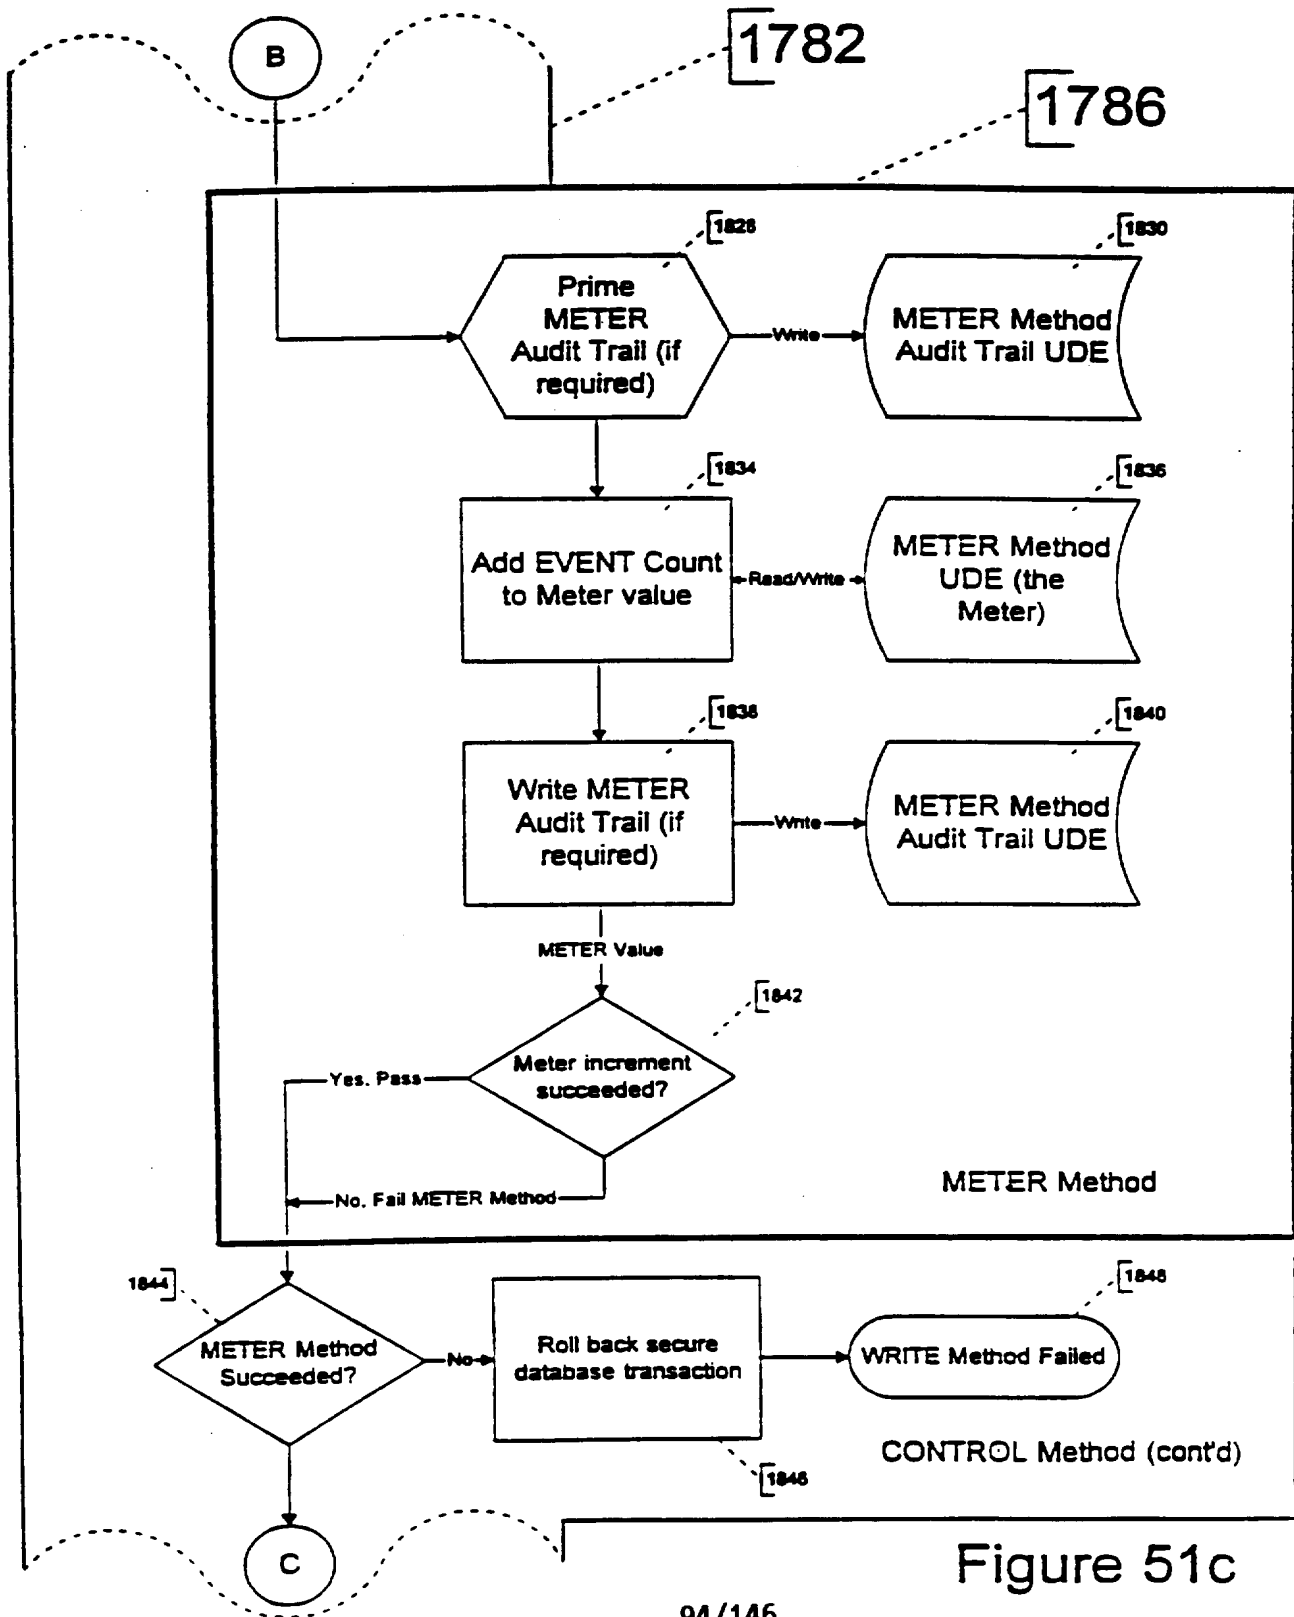 B
1782
1786
1828
1830
Prime
METER
Audit Trail (if
required)
Write
METER Method
Audit Trail UDE
1834
1836
Add EVENT Count
to Meter value
Read/Write
METER Method
UDE (the
Meter)
1838
1840
Write METER
Audit Trail (if
required)
Write
METER Method
Audit Trail UDE
METER Value
1842
Meter increment
succeeded?
Yes. Pass
No. Fail METER Method
METER Method
1844
1848
METER Method
Succeeded?
No
Roll back secure
database transaction
WRITE Method Failed
CONTROL Method (cont'd)
1846
C
Figure 51c
94/146